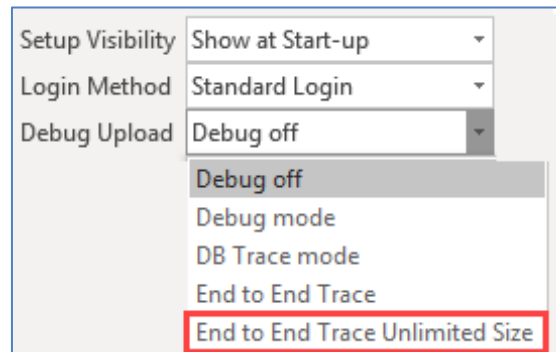 Setup Visibility Show at Start-up
Login Method Standard Login
Debug Upload Debug off
Debug off
Debug mode
DB Trace mode
End to End Trace
End to End Trace Unlimited Size